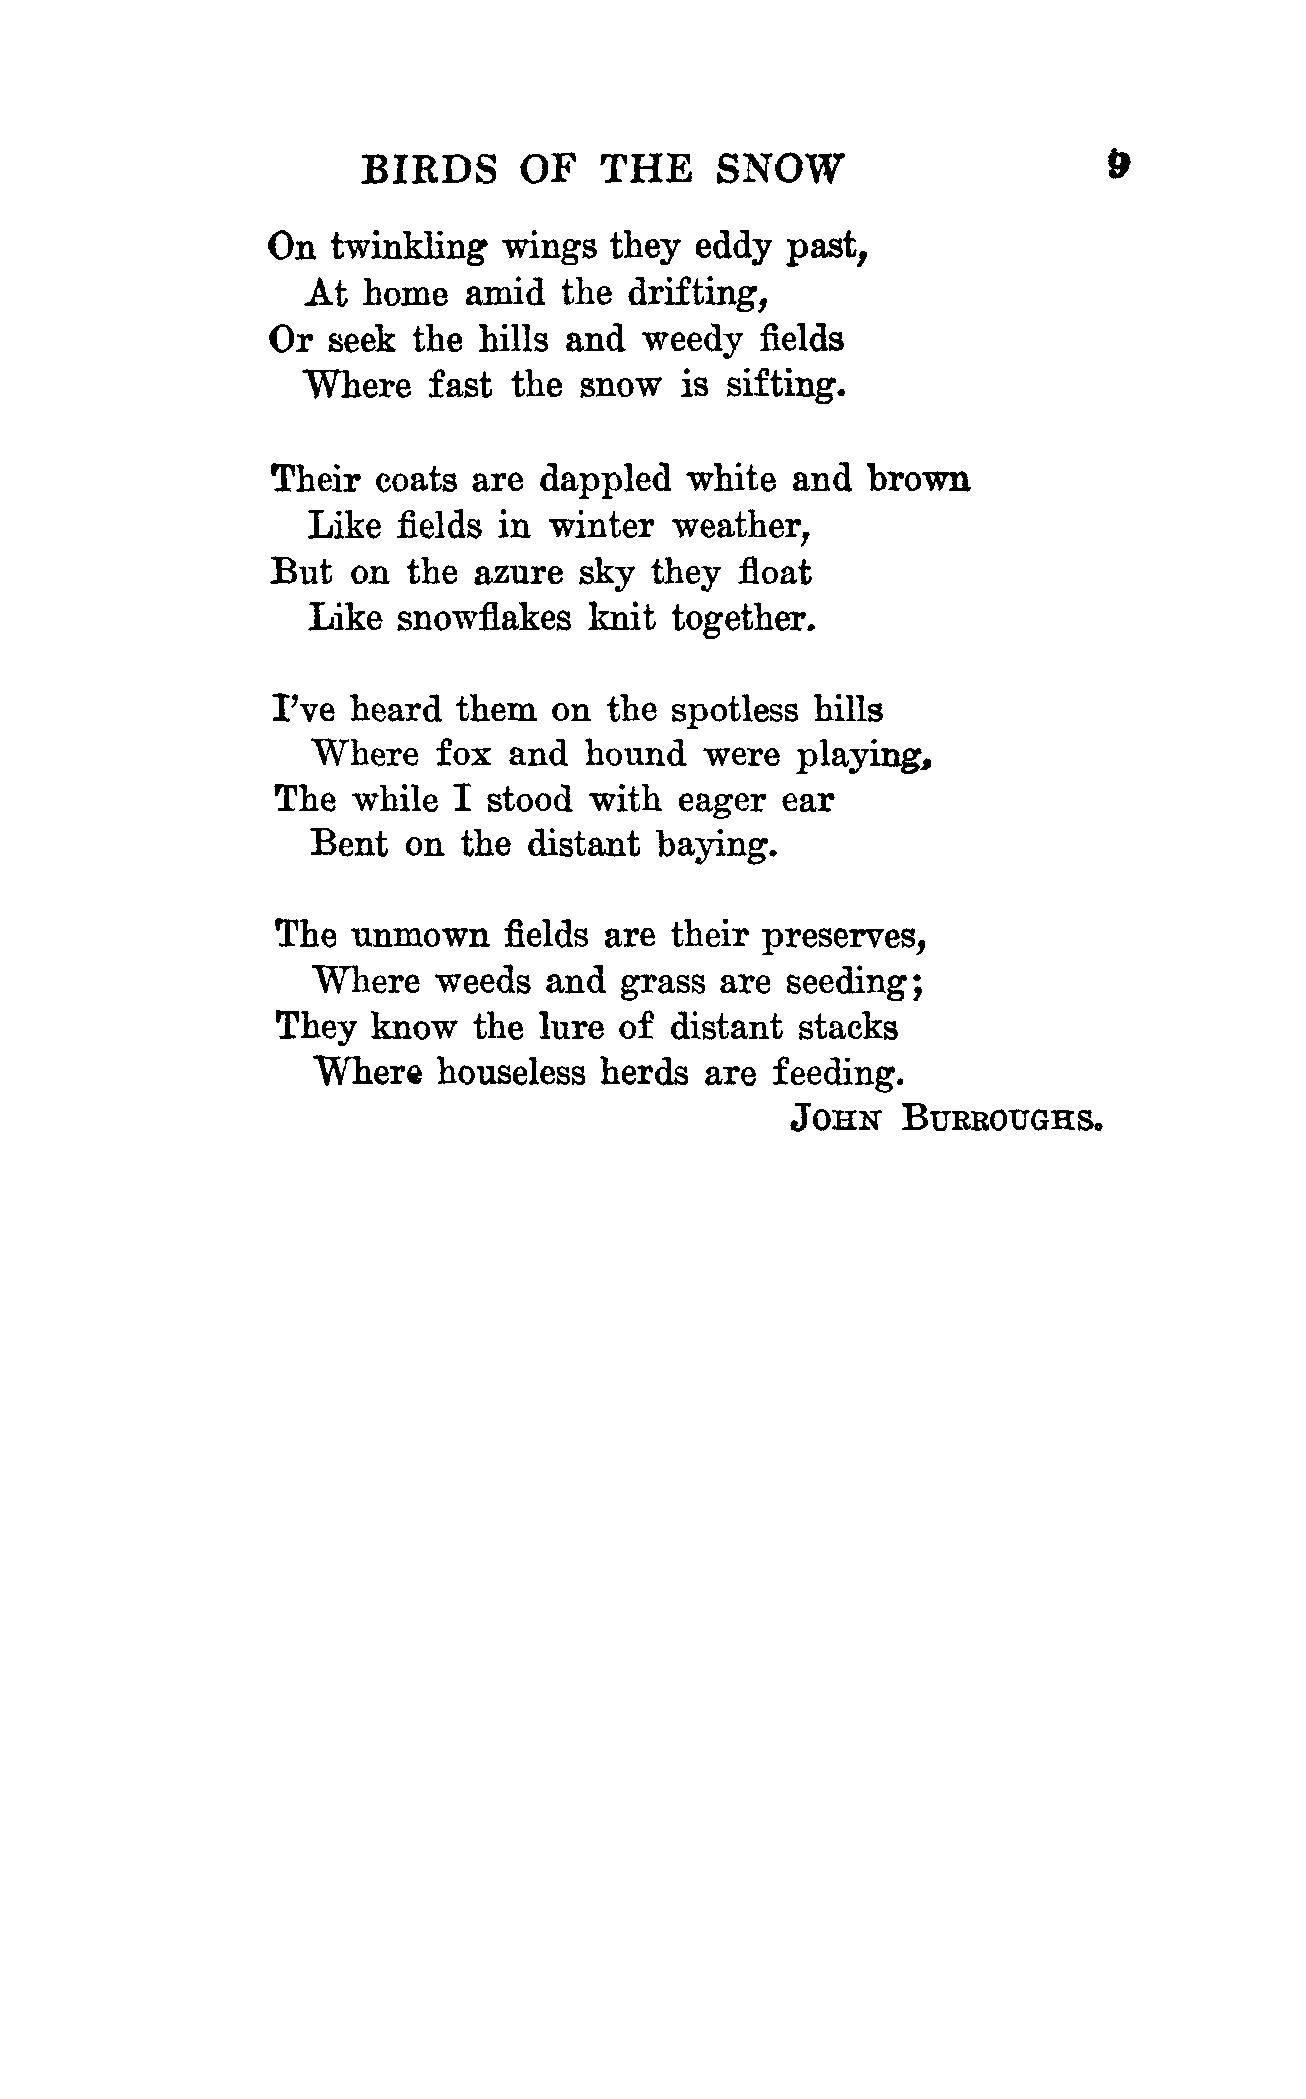 BIRDS OF THE SNOW 9
On twinkling wings they eddy past,
At home amid the drifting,
Or seek the hills and weedy fields
Where fast the snow is sifting.
Their coats are dappled white and brown
Like fields in winter weather,
But on the azure sky they float
Like snowflakes knit together.
I've heard them on the spotless hills
Where fox and hound were playing,
The while I stood with eager ear
Bent on the distant baying.
The unmown fields are their preserves,
Where weeds and grass are seeding;
They know the lure of distant stacks
Where houseless herds are feeding.
JOHN BURROUGHS.